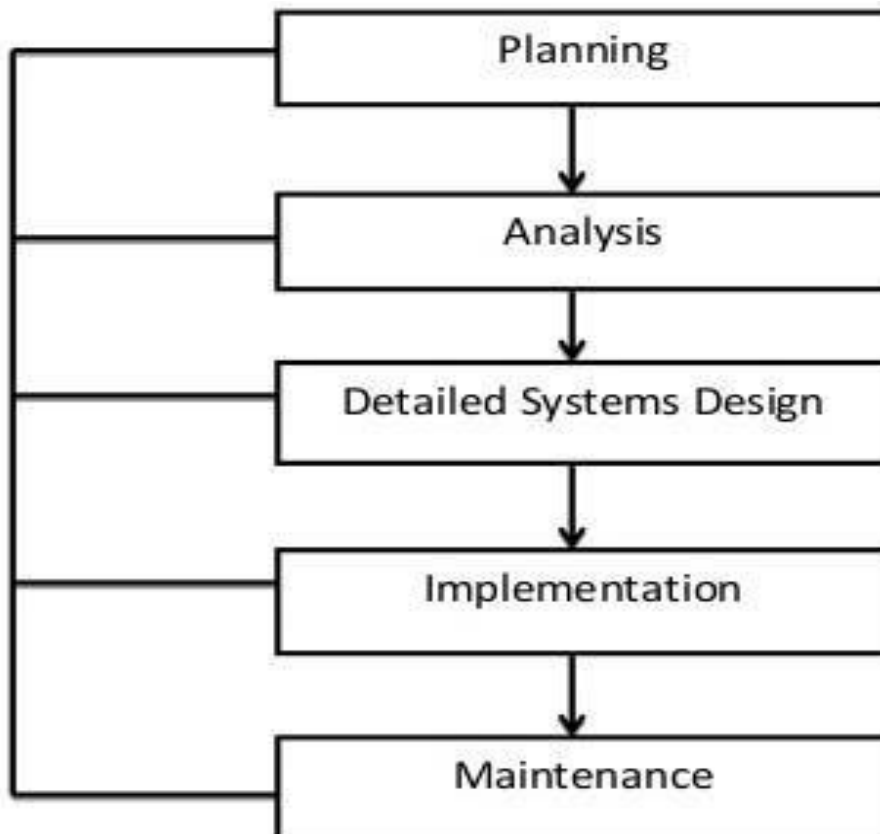 Planning
Analysis
Detailed Systems Design
Implementation
Maintenance